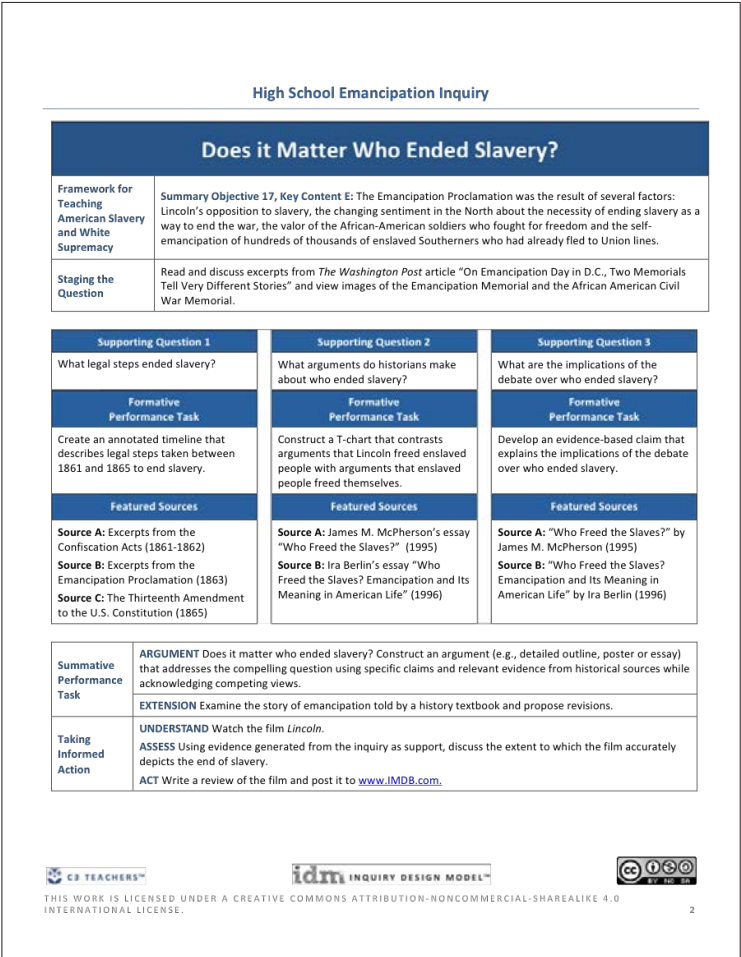 High School Emancipation Inquiry
Does it Matter Who Ended Slavery?
Framework for
Teaching
American Slavery
and White
Supremacy
Summary Objective 17, Key Content E: The Emancipation Proclamation was the result of several factors:
Lincoln's opposition to slavery, the changing sentiment in the North about the necessity of ending slavery as a
way to end the war, the valor of the African-American soldiers who fought for freedom and the self-
emancipation of hundreds of thousands of enslaved Southerners who had already fled to Union lines.
Staging the
Question
Read and discuss excerpts from The Washington Post article "On Emancipation Day in D.C., Two Memorials
Tell Very Different Stories" and view images of the Emancipation Memorial and the African American Civil
War Memorial.
Supporting Question 1
What legal steps ended slavery?
Formative
Performance Task
Create an annotated timeline that
describes legal steps taken between
1861 and 1865 to end slavery.
Featured Sources
Source A: Excerpts from the
Confiscation Acts (1861-1862)
Source B: Excerpts from the
Emancipation Proclamation (1863)
Source C: The Thirteenth Amendment
to the U.S. Constitution (1865)
Supporting Question 2
What arguments do historians make
about who ended slavery?
Formative
Performance Task
Construct a T-chart that contrasts
arguments that Lincoln freed enslaved
people with arguments that enslaved
people freed themselves.
Featured Sources
Source A: James M. McPherson's essay
"Who Freed the Slaves?" (1995)
Source B: Ira Berlin's essay "Who
Freed the Slaves? Emancipation and Its
Meaning in American Life" (1996)
Supporting Question 3
What are the implications of the
debate over who ended slavery?
Formative
Performance Task
Develop an evidence-based claim that
explains the implications of the debate
over who ended slavery.
Featured Sources
Source A: "Who Freed the Slaves?" by
James M. McPherson (1995)
Source B: "Who Freed the Slaves?
Emancipation and Its Meaning in
American Life" by Ira Berlin (1996)
Summative
Performance
Task
ARGUMENT Does it matter who ended slavery? Construct an argument (e.g., detailed outline, poster or essay)
that addresses the compelling question using specific claims and relevant evidence from historical sources while
acknowledging competing views.
EXTENSION Examine the story of emancipation told by a history textbook and propose revisions.
Taking
Informed
Action
UNDERSTAND Watch the film Lincoln.
ASSESS Using evidence generated from the inquiry as support, discuss the extent to which the film accurately
depicts the end of slavery.
ACT Write a review of the film and post it to www.IMDB.com.
C3 TEACHERS™
idm INQUIRY DESIGN MODEL™
cc BY NC SA
THIS WORK IS LICENSED UNDER A CREATIVE COMMONS ATTRIBUTION-NONCOMMERCIAL-SHAREALIKE 4.0
INTERNATIONAL LICENSE.
2